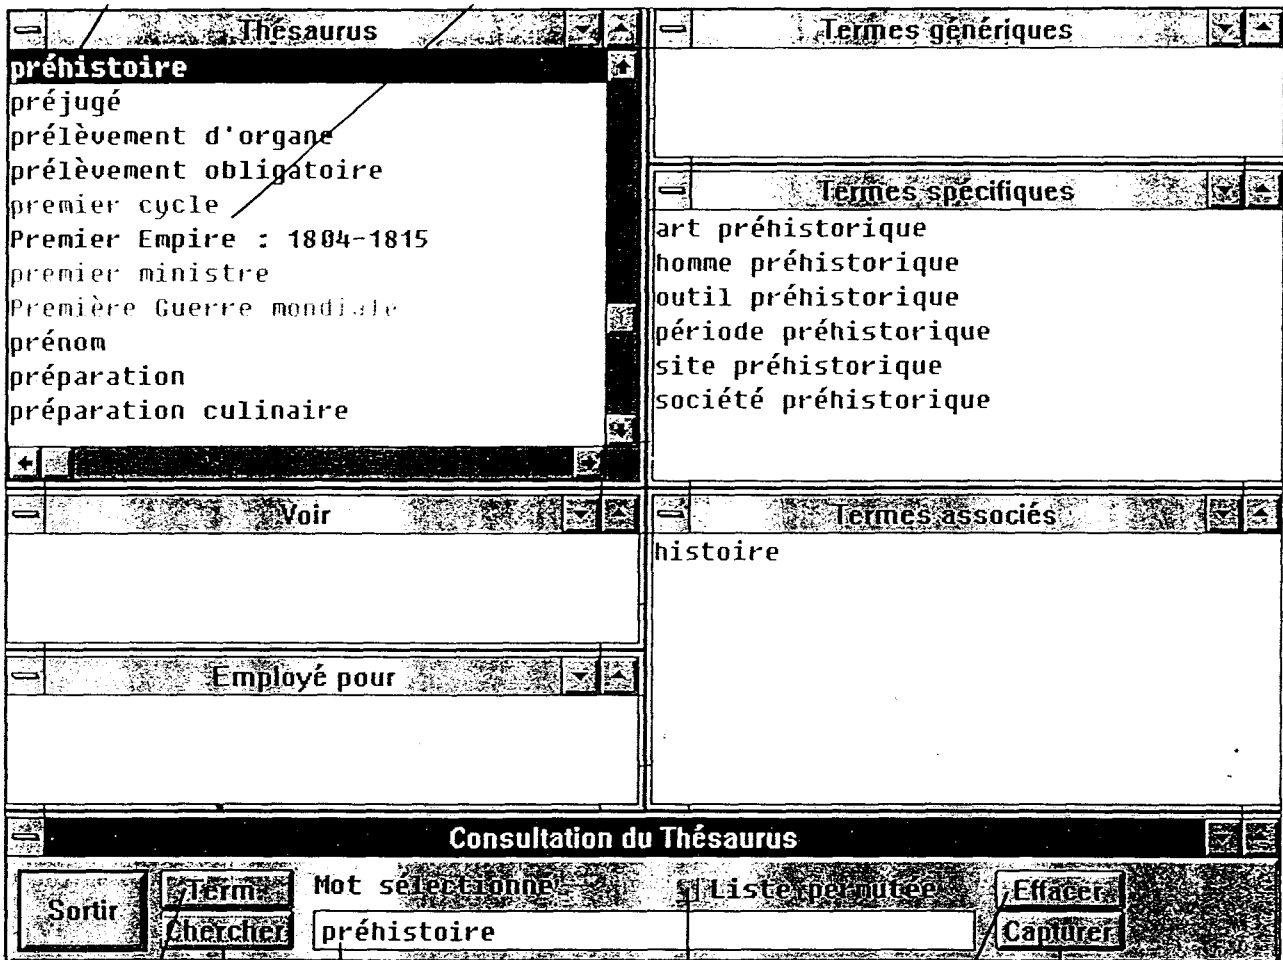 Thésaurus
préhistoire
préjugé
prélèvement d'organe
prélèvement obligatoire
premier cycle
Premier Empire : 1804-1815
premier ministre
Première Guerre mondiale
prénom
préparation
préparation culinaire
Termes génériques
Termes spécifiques
art préhistorique
homme préhistorique
outil préhistorique
période préhistorique
site préhistorique
société préhistorique
Voir
Termes associés
histoire
Employé pour
Consultation du Thésaurus
Sortir
Term.
Chercher
Mot sélectionné
préhistoire
Liste permutée
Effacer
Capturer